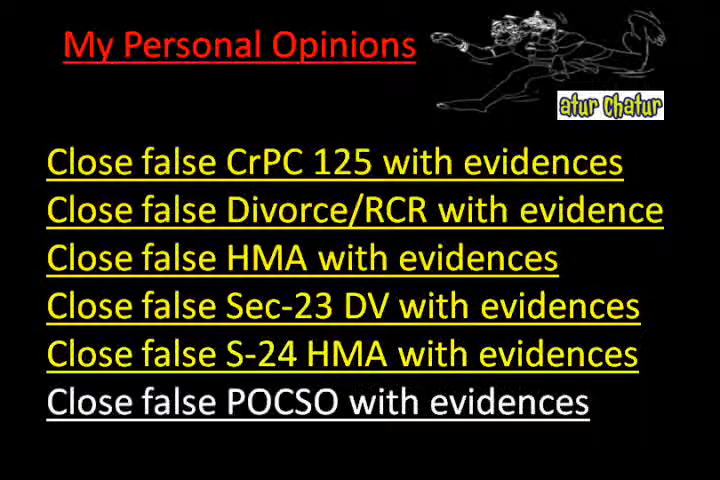 My Personal Opinions
atur Chatur
Close false CrPC 125 with evidences
Close false Divorce/RCR with evidence
Close false HMA with evidences
Close false Sec-23 DV with evidences
Close false S-24 HMA with evidences
Close false POCSO with evidences